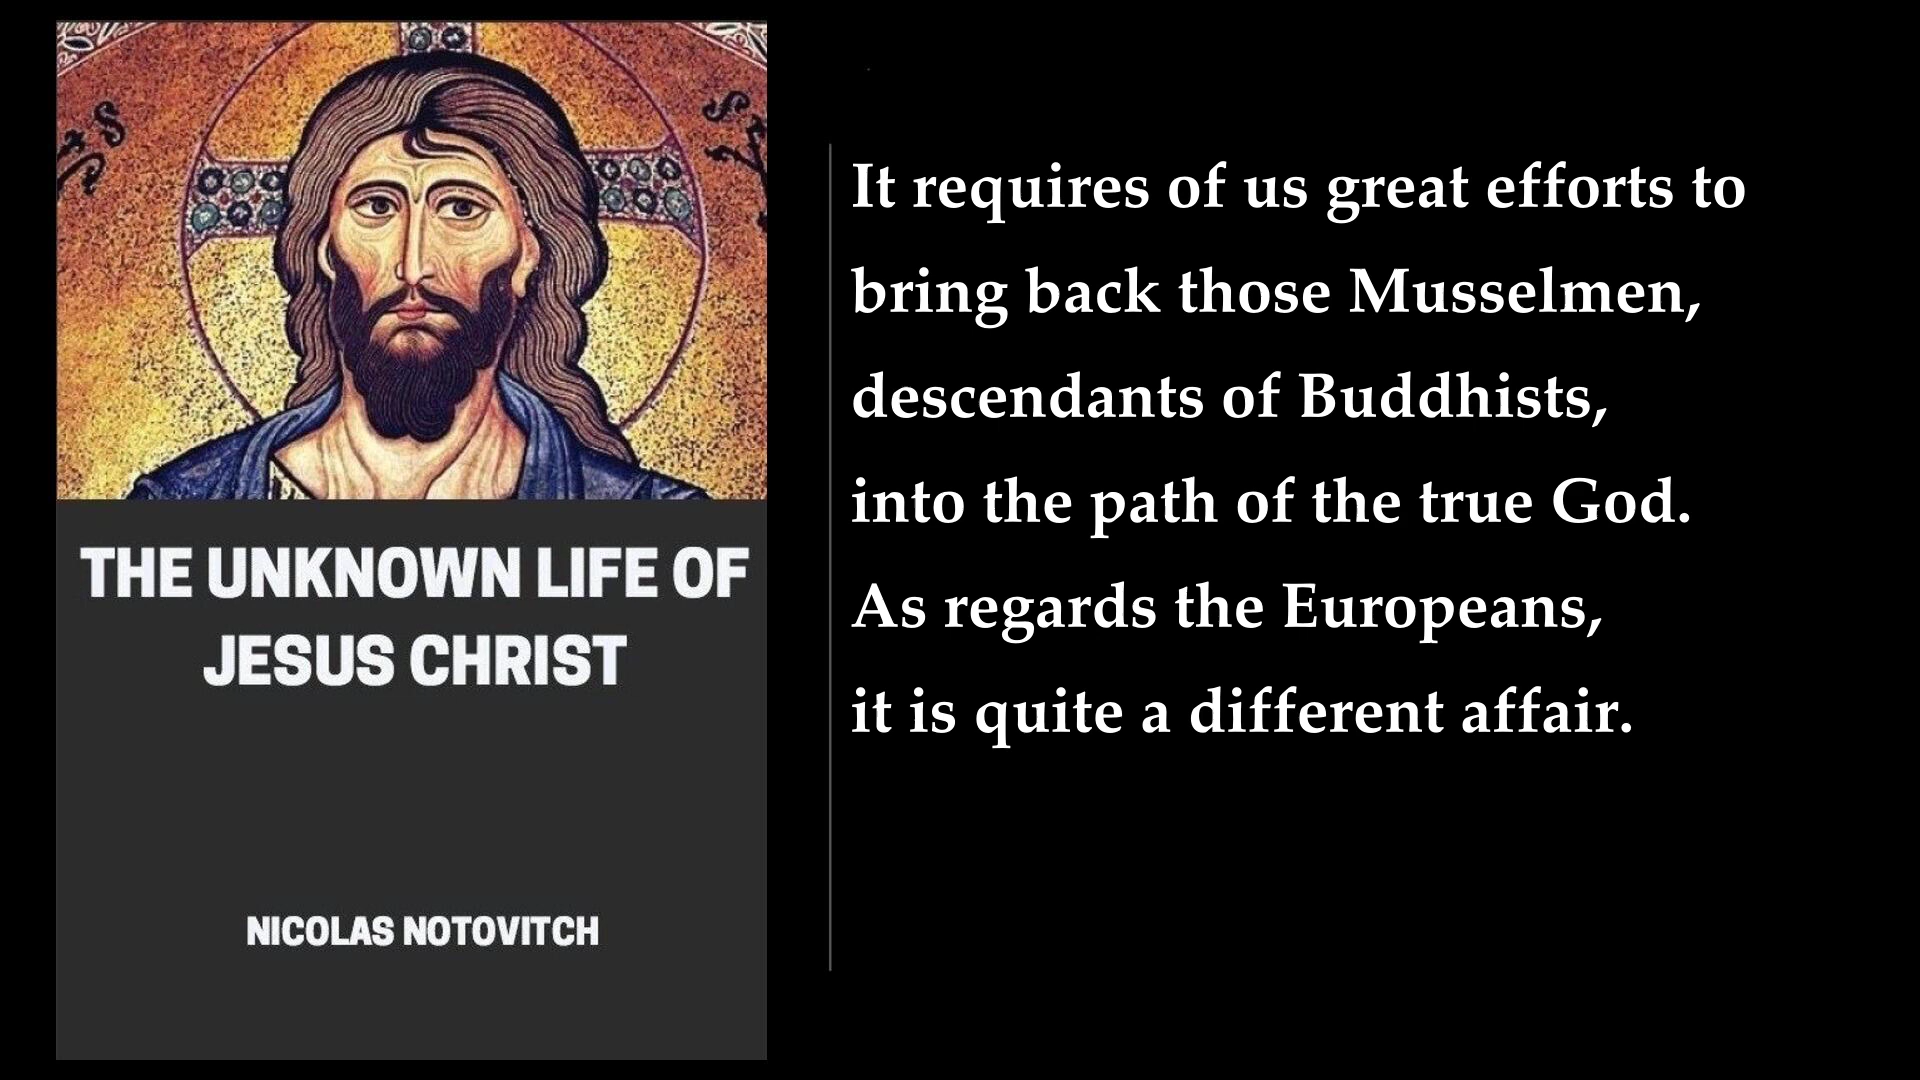 THE UNKNOWN LIFE OF
JESUS CHRIST
NICOLAS NOTOVITCH
It requires of us great efforts to
bring back those Musselmen,
descendants of Buddhists,
into the path of the true God.
As regards the Europeans,
it is quite a different affair.